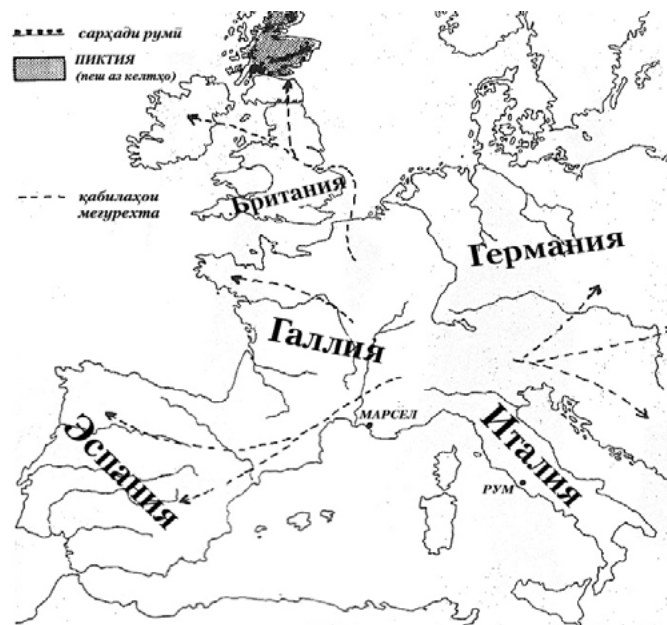 сарҳади румӣ
ПИКТИЯ
(пеш аз келтҳо)
қабилаҳои
мегурехта
Британия
Германия
Галлия
МАРСЕЛ
Эспания
Италия
РУМ